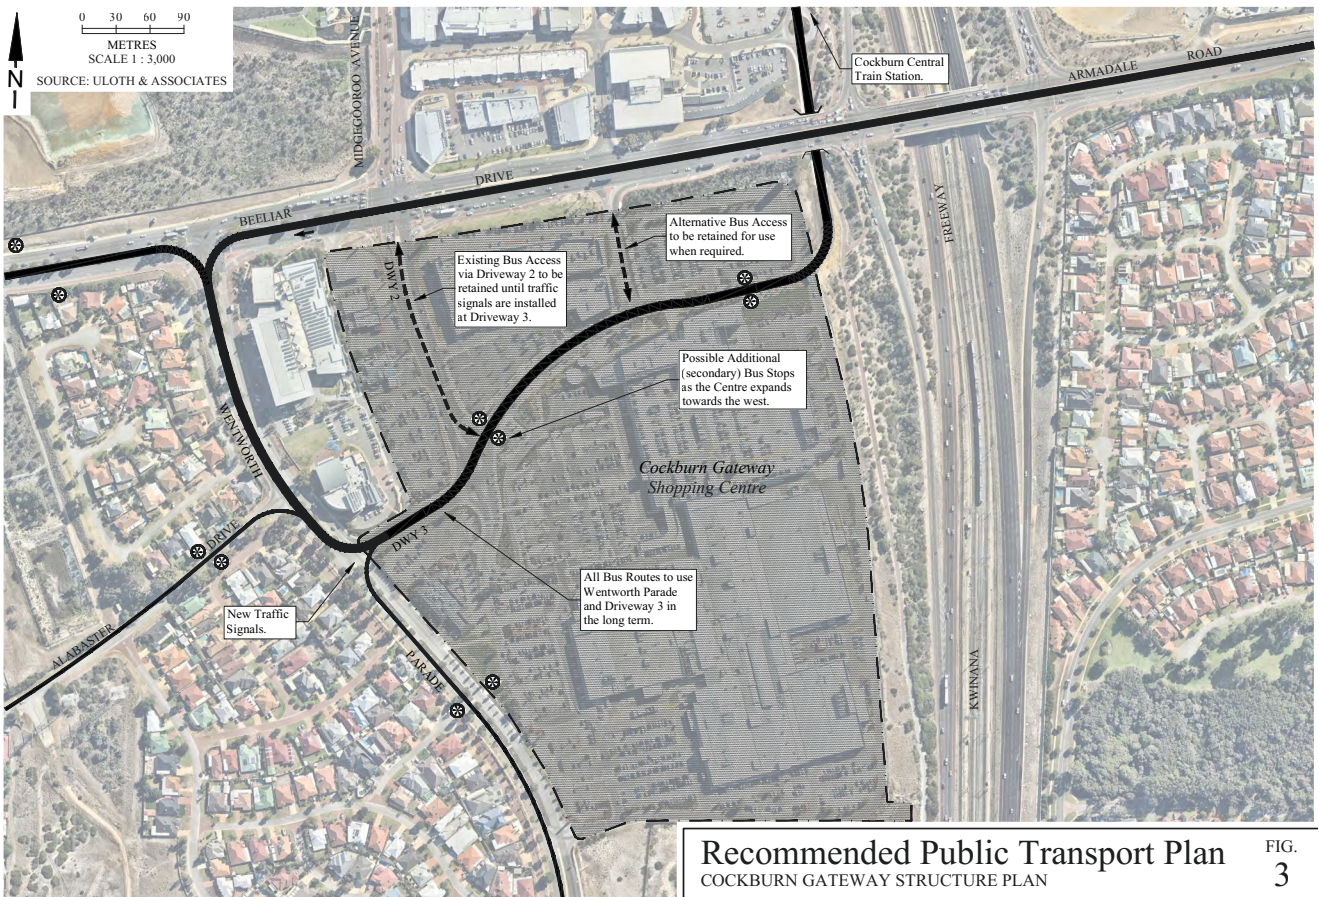 0 30 60 90
METRES
SCALE 1 : 3,000
SOURCE: ULOTH & ASSOCIATES
N
MIDGEGOOROO AVENUE
Cockburn Central
Train Station.
ARMADALE ROAD
BEELIAR DRIVE
FREEWAY
KWINANA
Alternative Bus Access
to be retained for use
when required.
DWY 2
Existing Bus Access
via Driveway 2 to be
retained until traffic
signals are installed
at Driveway 3.
Possible Additional
(secondary) Bus Stops
as the Centre expands
towards the west.
WENTWORTH
PARADE
Cockburn Gateway
Shopping Centre
DWY 3
All Bus Routes to use
Wentworth Parade
and Driveway 3 in
the long term.
New Traffic
Signals.
ALABASTER DRIVE
Recommended Public Transport Plan
COCKBURN GATEWAY STRUCTURE PLAN
FIG.
3